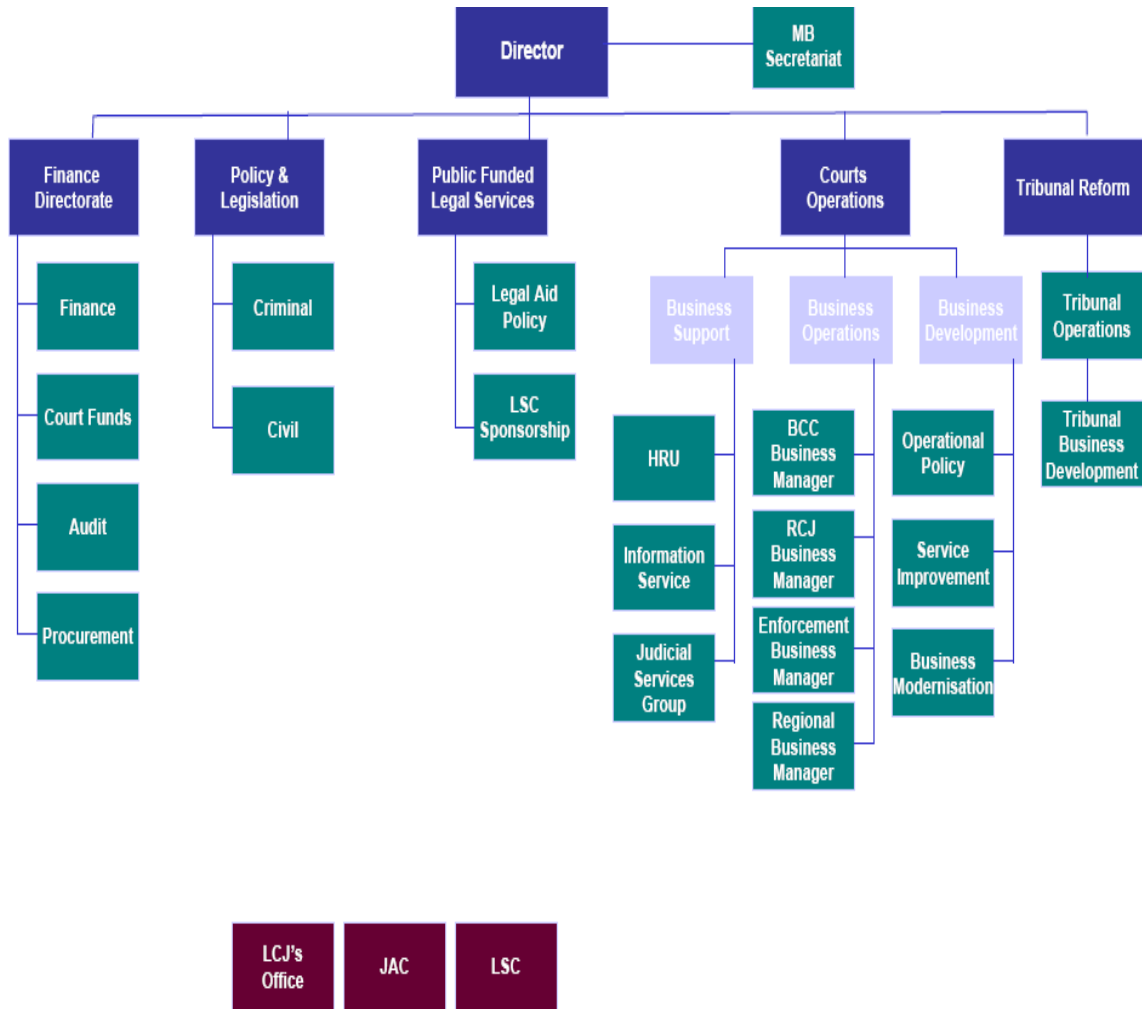 Director
MB
Secretariat
Finance
Directorate
Policy &
Legislation
Public Funded
Legal Services
Courts
Operations
Tribunal Reform
Finance
Court Funds
Audit
Procurement
Criminal
Civil
Legal Aid
Policy
LSC
Sponsorship
Business
Support
HRU
Information
Service
Judicial
Services
Group
Business
Operations
BCC
Business
Manager
RCJ
Business
Manager
Enforcement
Business
Manager
Regional
Business
Manager
Business
Development
Operational
Policy
Service
Improvement
Business
Modernisation
Tribunal
Operations
Tribunal
Business
Development
LCJ's
Office
JAC
LSC